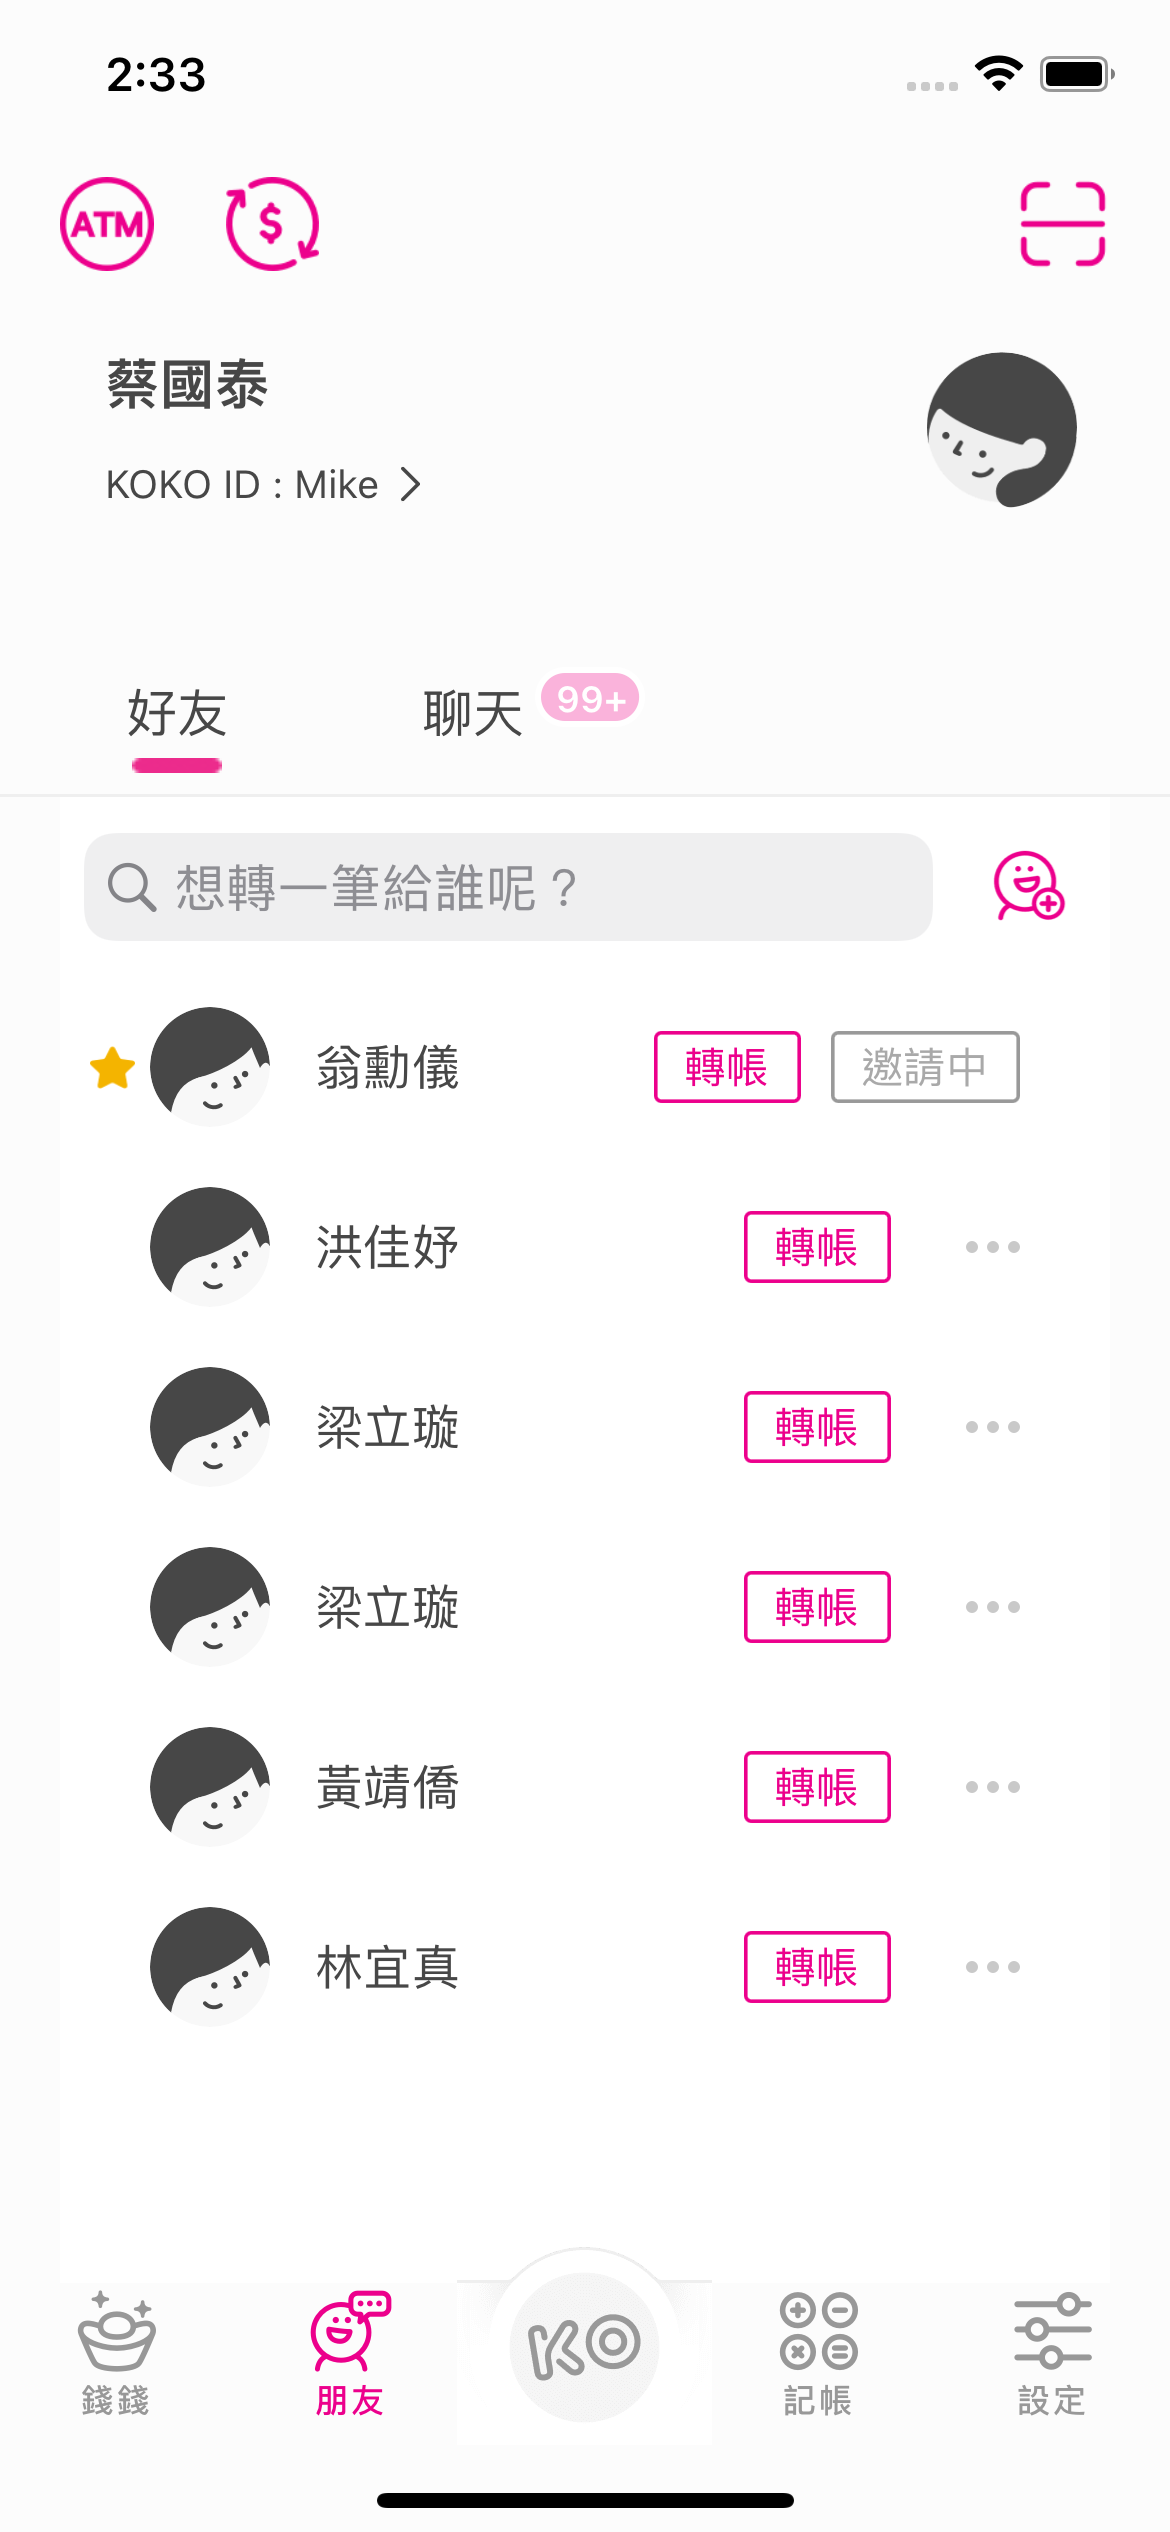 2:33
ATM
$
蔡國泰
KOKO ID : Mike
好友
聊天 99+
想轉一筆給誰呢？
翁勳儀 轉帳 邀請中
洪佳妤 轉帳
梁立璇 轉帳
梁立璇 轉帳
黃靖僑 轉帳
林宜真 轉帳
KO
錢錢 朋友 記帳 設定